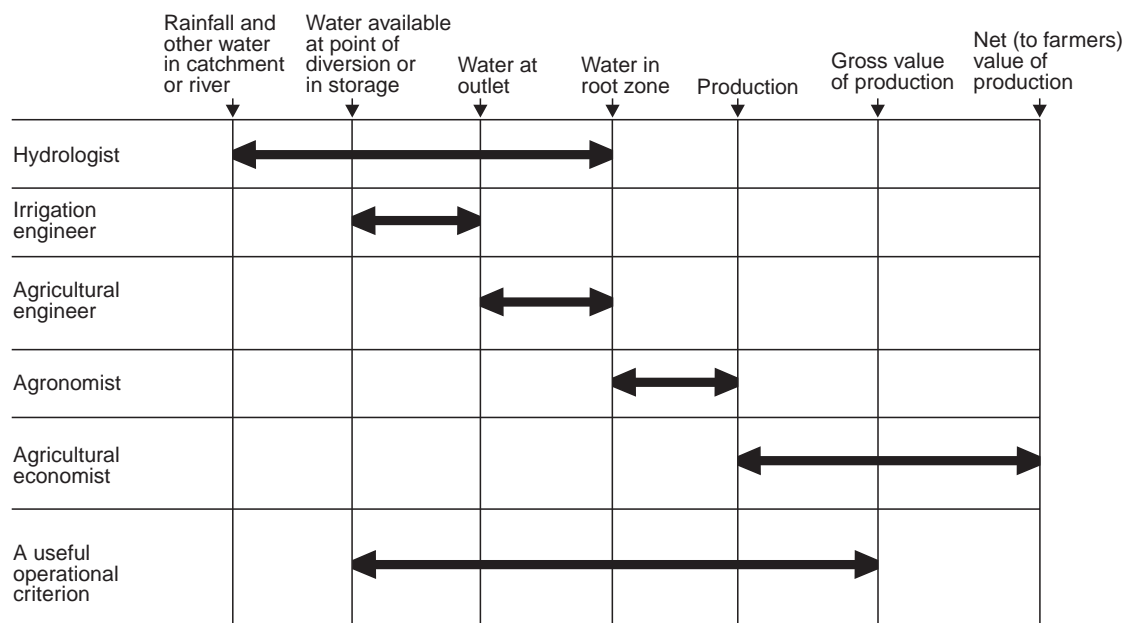 Rainfall and
other water
in catchment
or river
Water available
at point of
diversion or
in storage
Water at
outlet
Water in
root zone
Production
Gross value
of production
Net (to farmers)
value of
production
Hydrologist
Irrigation
engineer
Agricultural
engineer
Agronomist
Agricultural
economist
A useful
operational
criterion